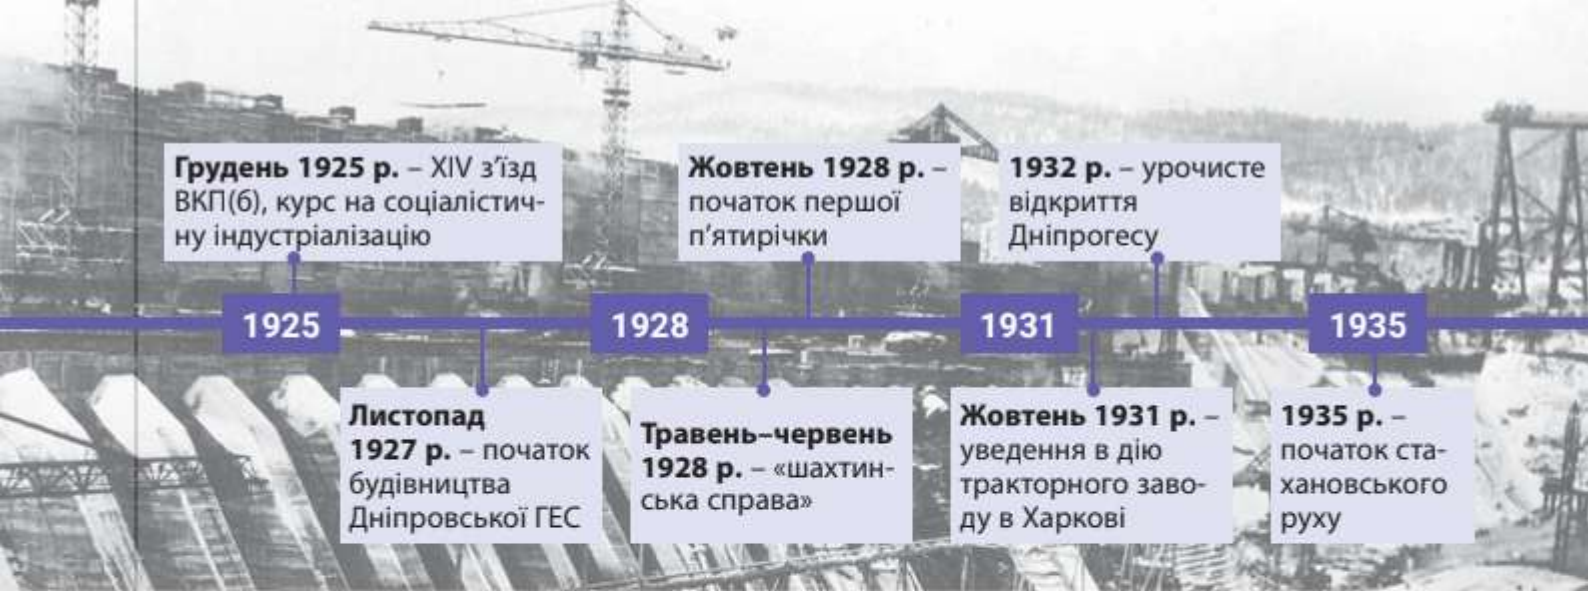 Грудень 1925 р. – XIV з’їзд
ВКП(б), курс на соціалістич-
ну індустріалізацію
Жовтень 1928 р. –
початок першої
п’ятирічки
1932 р. – урочисте
відкриття
Дніпрогесу
1925
1928
1931
1935
Листопад
1927 р. – початок
будівництва
Дніпровської ГЕС
Травень–червень
1928 р. – «шахтин-
ська справа»
Жовтень 1931 р. –
уведення в дію
тракторного заво-
ду в Харкові
1935 р. –
початок ста-
хановського
руху